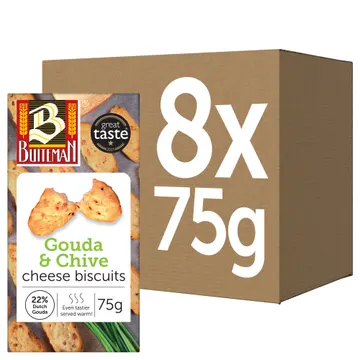 B
BUITEMAN
great
taste
8x
75g
Gouda
& Chive
cheese biscuits
22%
Dutch
Gouda
Even tastier
served warm!
75g